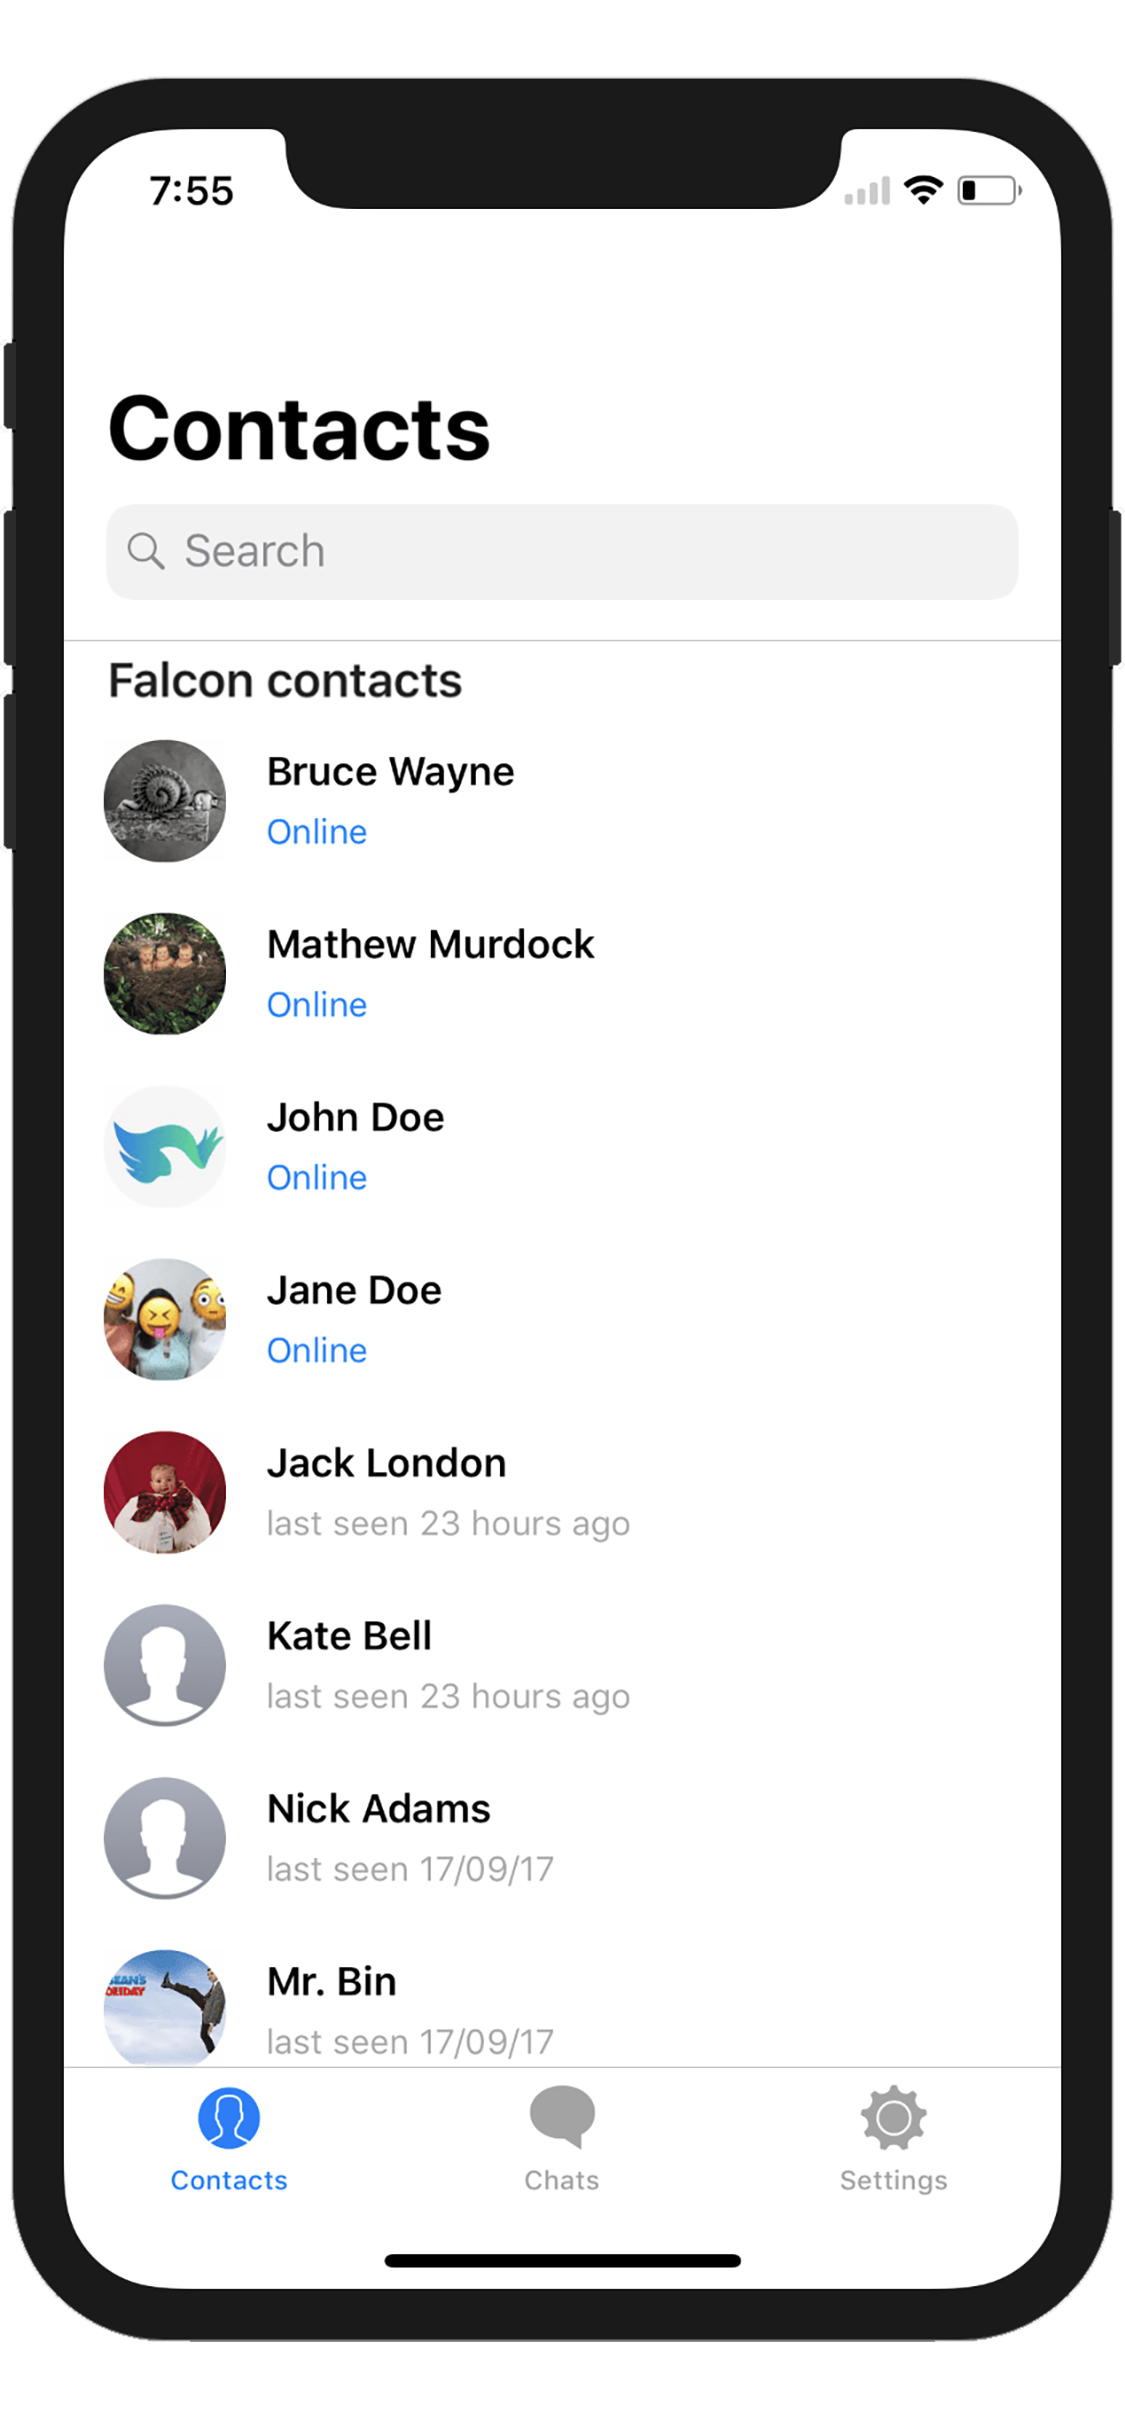 7:55
Contacts
Search
Falcon contacts
Bruce Wayne
Online
Mathew Murdock
Online
John Doe
Online
Jane Doe
Online
Jack London
last seen 23 hours ago
Kate Bell
last seen 23 hours ago
Nick Adams
last seen 17/09/17
Mr. Bin
last seen 17/09/17
Contacts
Chats
Settings